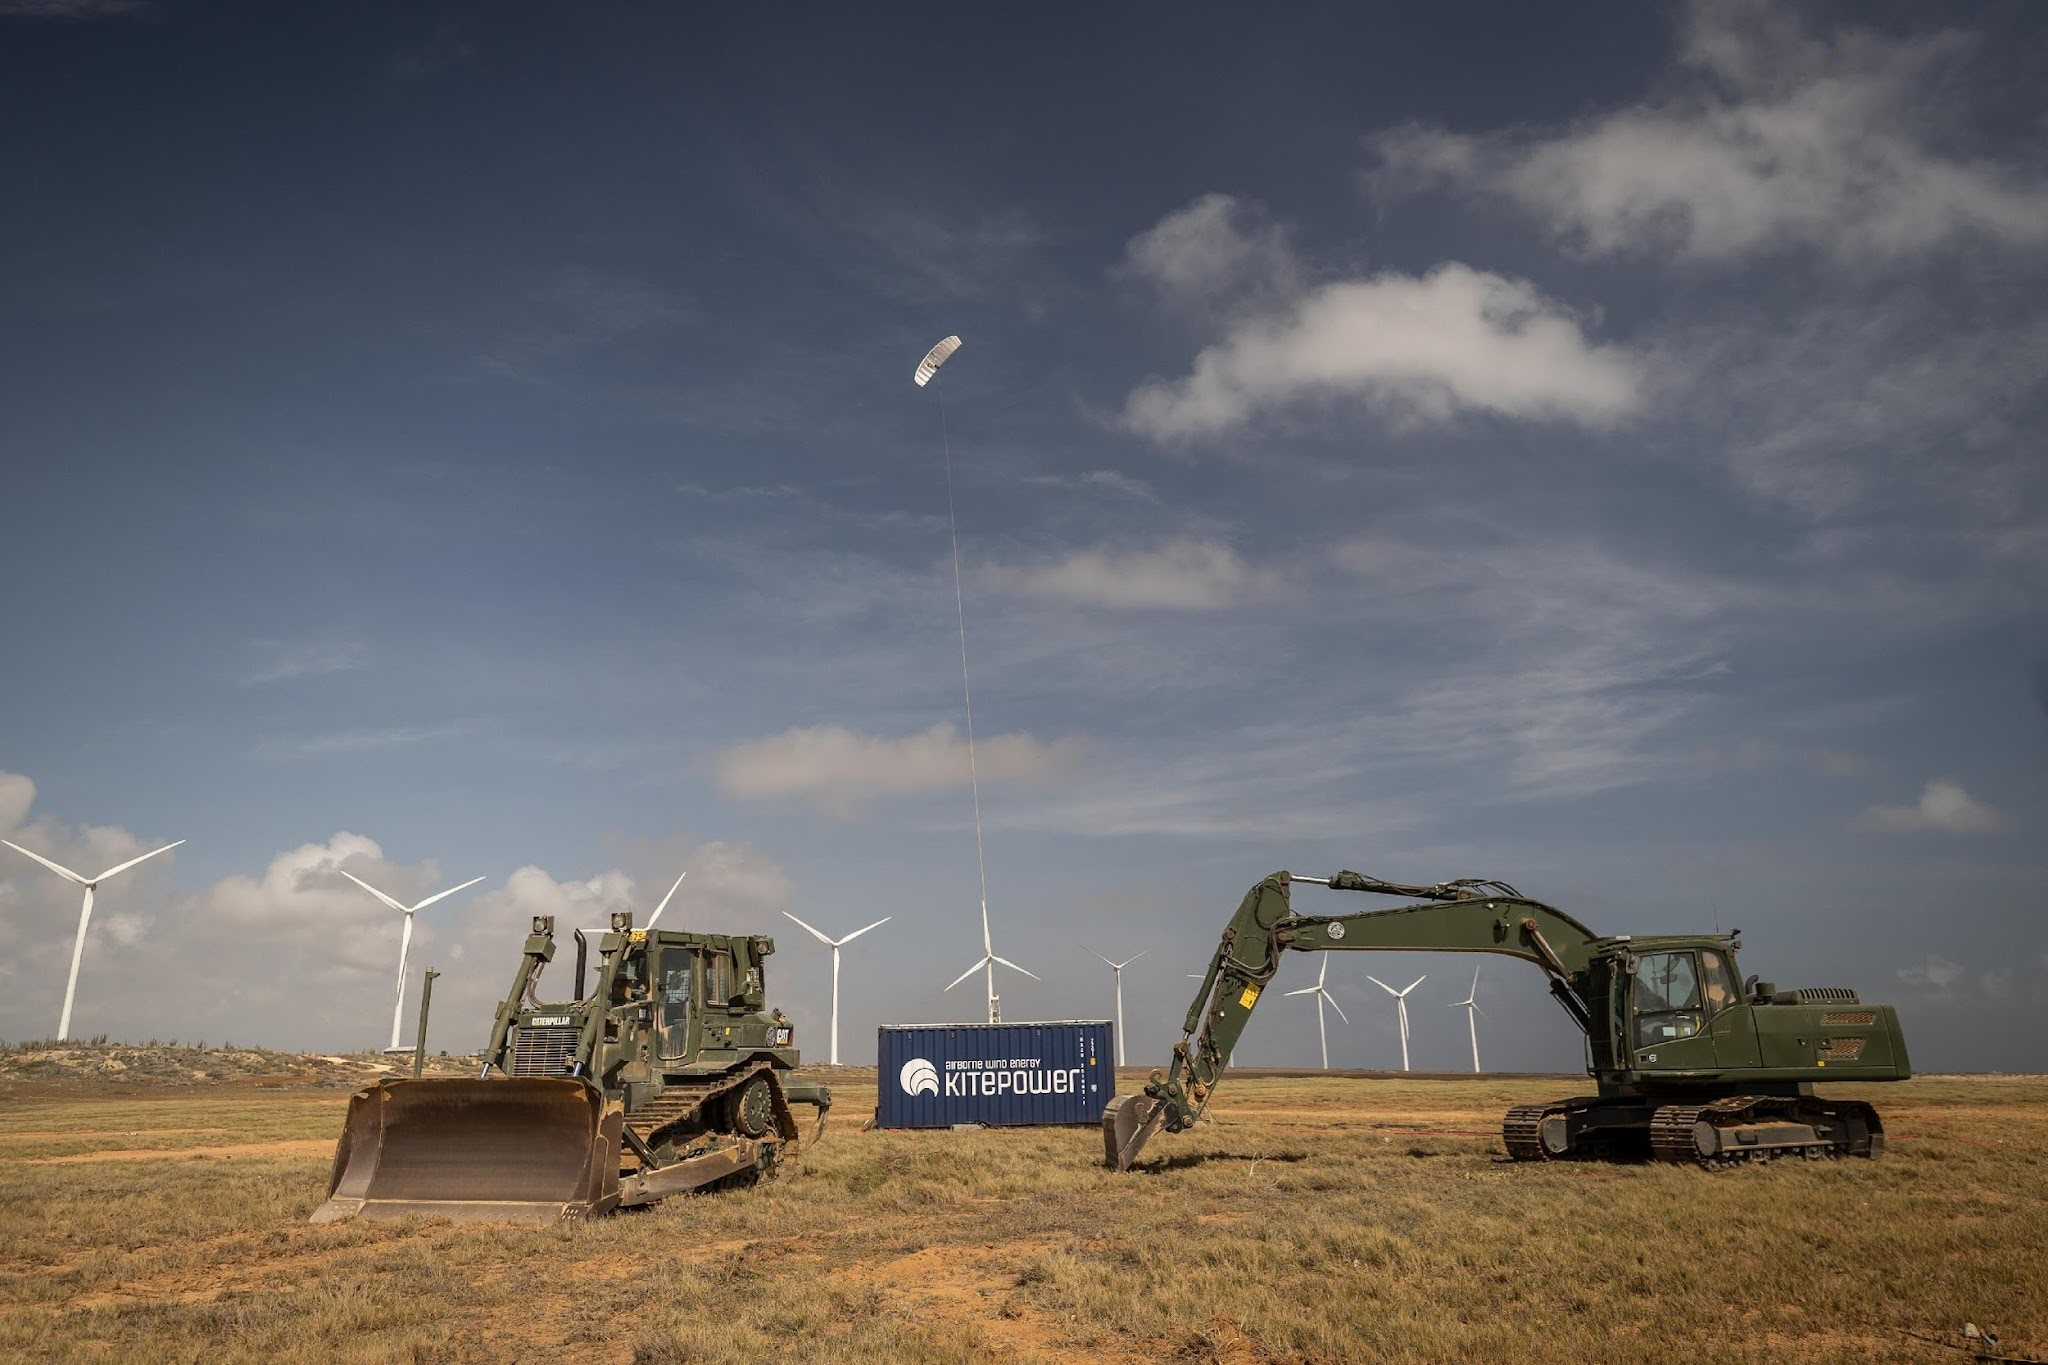 CATERPILLAR
CAT
airborne wind energy
KITEPOWER